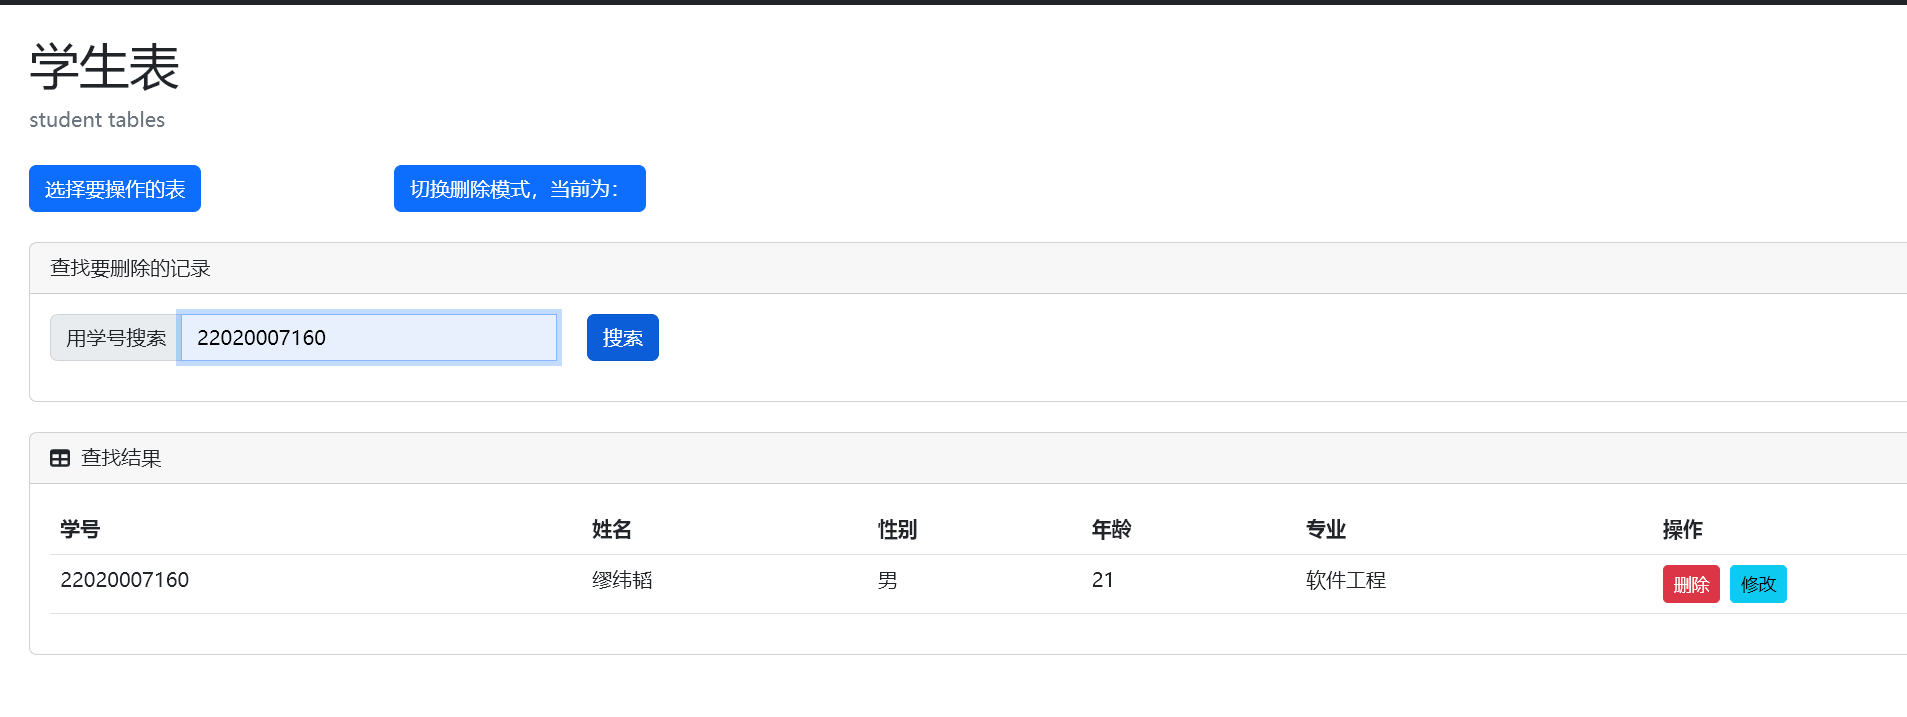 学生表
student tables
选择要操作的表 切换删除模式，当前为：
查找要删除的记录
用学号搜索 22020007160 搜索
查找结果
学号 姓名 性别 年龄 专业 操作
22020007160 缪纬韬 男 21 软件工程 删除 修改